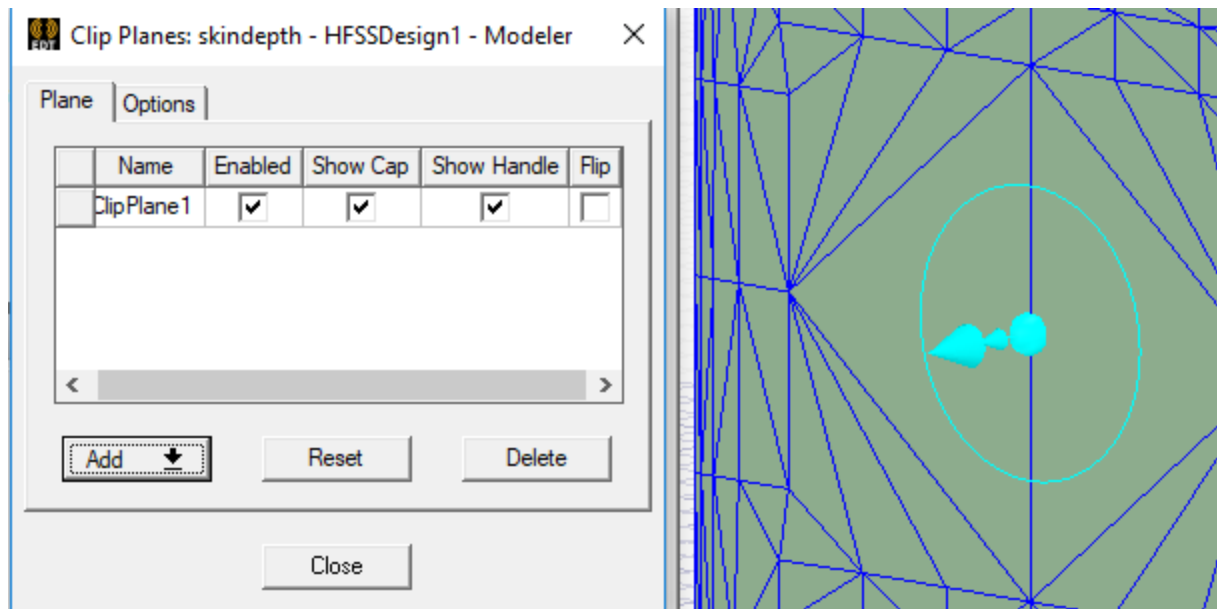 EDT Clip Planes: skindepth - HFSSDesign1 - Modeler
Plane Options
Name Enabled Show Cap Show Handle Flip
ClipPlane1
Add Reset Delete
Close